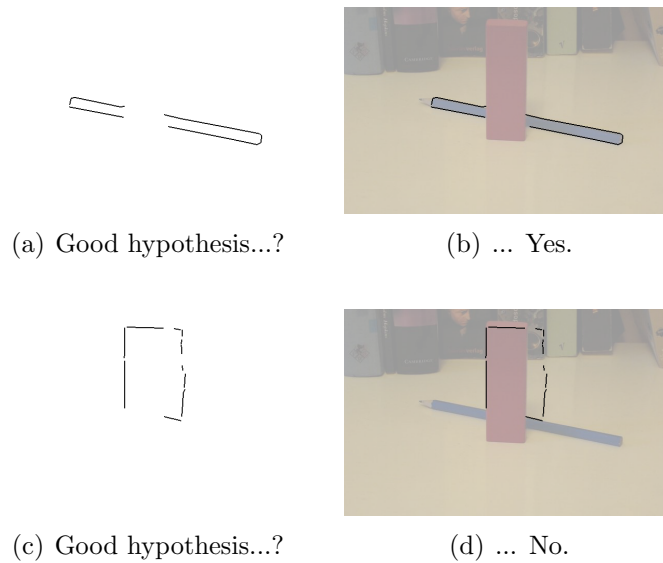 (a) Good hypothesis...?
(b) ... Yes.
(c) Good hypothesis...?
(d) ... No.